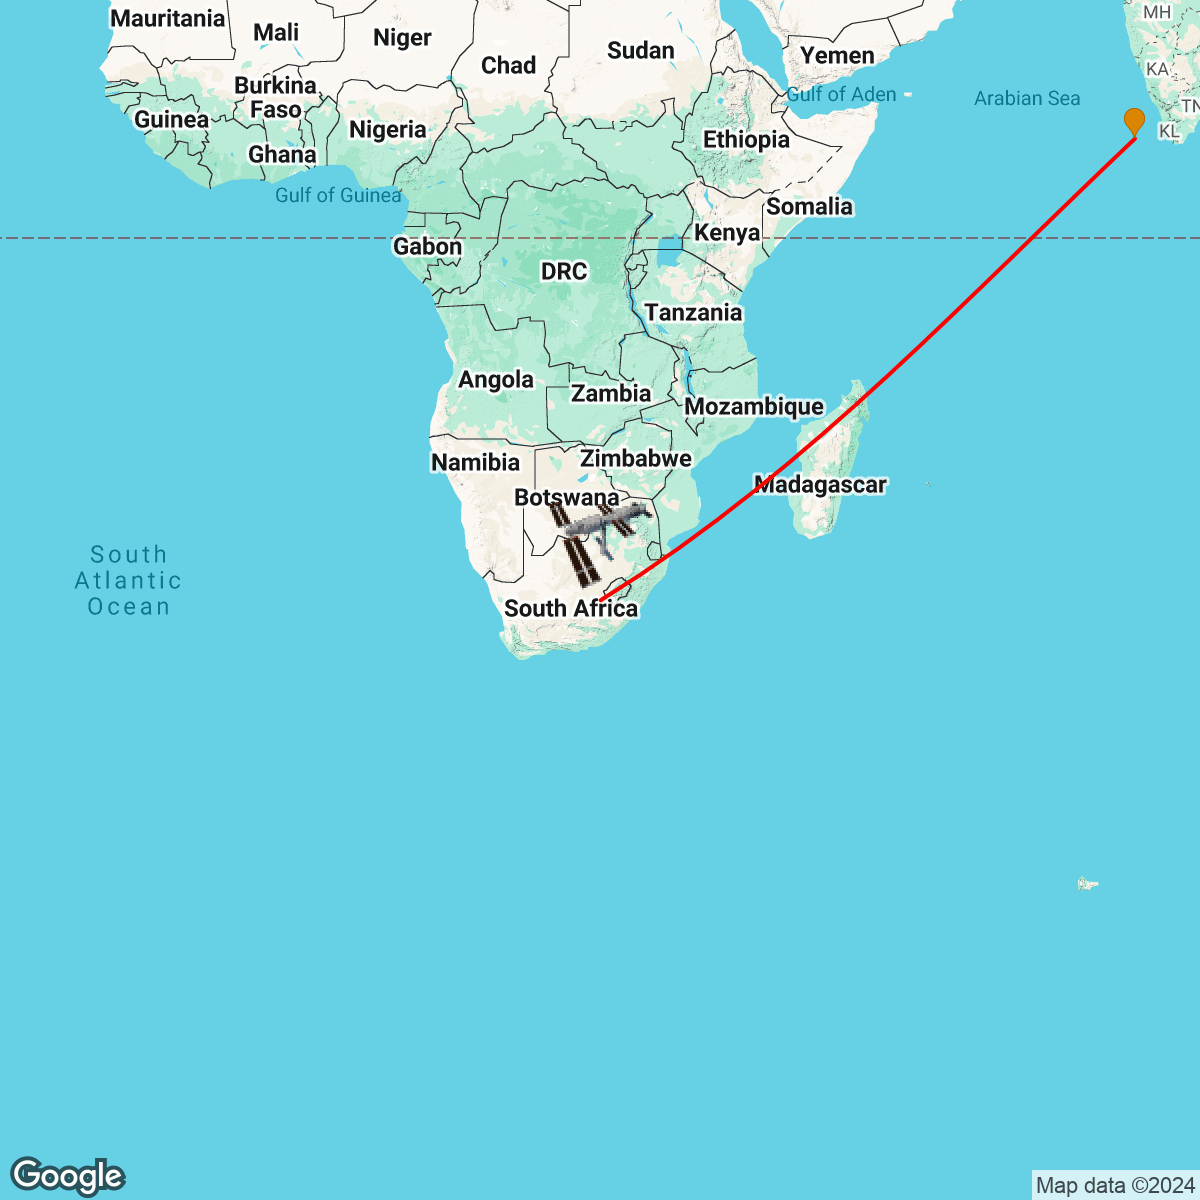 Mauritania
Mali
Niger
Chad
Sudan
Yemen
MH
KA
TN
KL
Burkina
Faso
Guinea
Ghana
Nigeria
Ethiopia
Gulf of Aden
Arabian Sea
Gulf of Guinea
Somalia
Kenya
Gabon
DRC
Tanzania
Angola
Zambia
Mozambique
Namibia
Zimbabwe
Botswana
Madagascar
South
Atlantic
Ocean
South Africa
Google
Map data ©2024